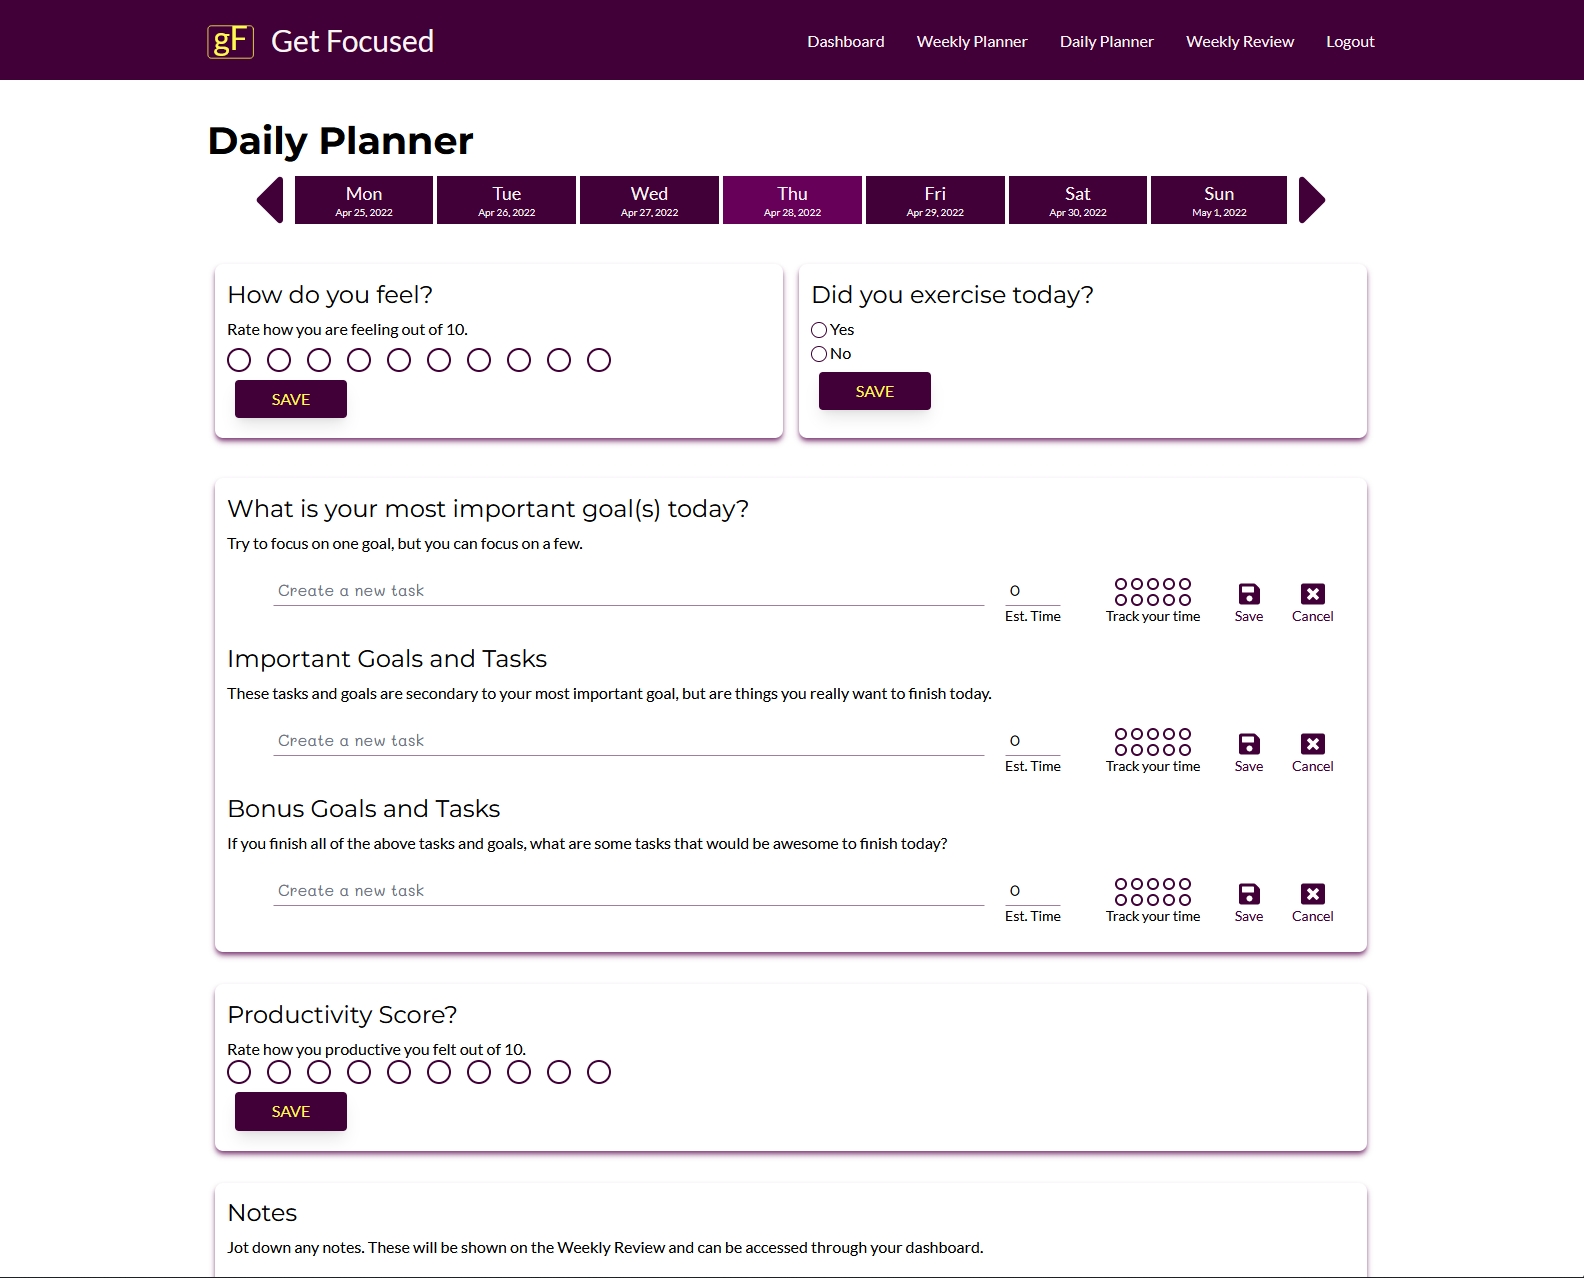 gF Get Focused Dashboard Weekly Planner Daily Planner Weekly Review Logout
Daily Planner
Mon Tue Wed Thu Fri Sat Sun
Apr 25, 2022 Apr 26, 2022 Apr 27, 2022 Apr 28, 2022 Apr 29, 2022 Apr 30, 2022 May 1, 2022
How do you feel?
Rate how you are feeling out of 10.
SAVE
Did you exercise today?
Yes
No
SAVE
What is your most important goal(s) today?
Try to focus on one goal, but you can focus on a few.
Create a new task 0
Est. Time Track your time Save Cancel
Important Goals and Tasks
These tasks and goals are secondary to your most important goal, but are things you really want to finish today.
Create a new task 0
Est. Time Track your time Save Cancel
Bonus Goals and Tasks
If you finish all of the above tasks and goals, what are some tasks that would be awesome to finish today?
Create a new task 0
Est. Time Track your time Save Cancel
Productivity Score?
Rate how you productive you felt out of 10.
SAVE
Notes
Jot down any notes. These will be shown on the Weekly Review and can be accessed through your dashboard.